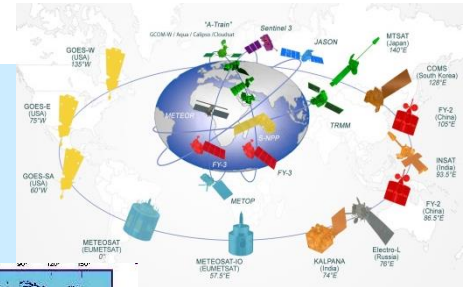 "A-Train"
GCOM-W / Aqua / Calipso /Cloudsat
Sentinel 3
JASON
MTSAT
(Japan)
140°E
GOES-W
(USA)
135°W
COMS
(South Korea)
128°E
GOES-E
(USA)
75°W
METEOR
TRMM
FY-2
(China)
105°E
S-NPP
INSAT
(India)
93.5°E
FY-3
FY-3
GOES-SA
(USA)
60°W
METOP
FY-2
(China)
86.5°E
METEOSAT
(EUMETSAT)
0°
METEOSAT-IO
(EUMETSAT)
57.5°E
KALPANA
(India)
74°E
Electro-L
(Russia)
76°E
90°
120°
150°